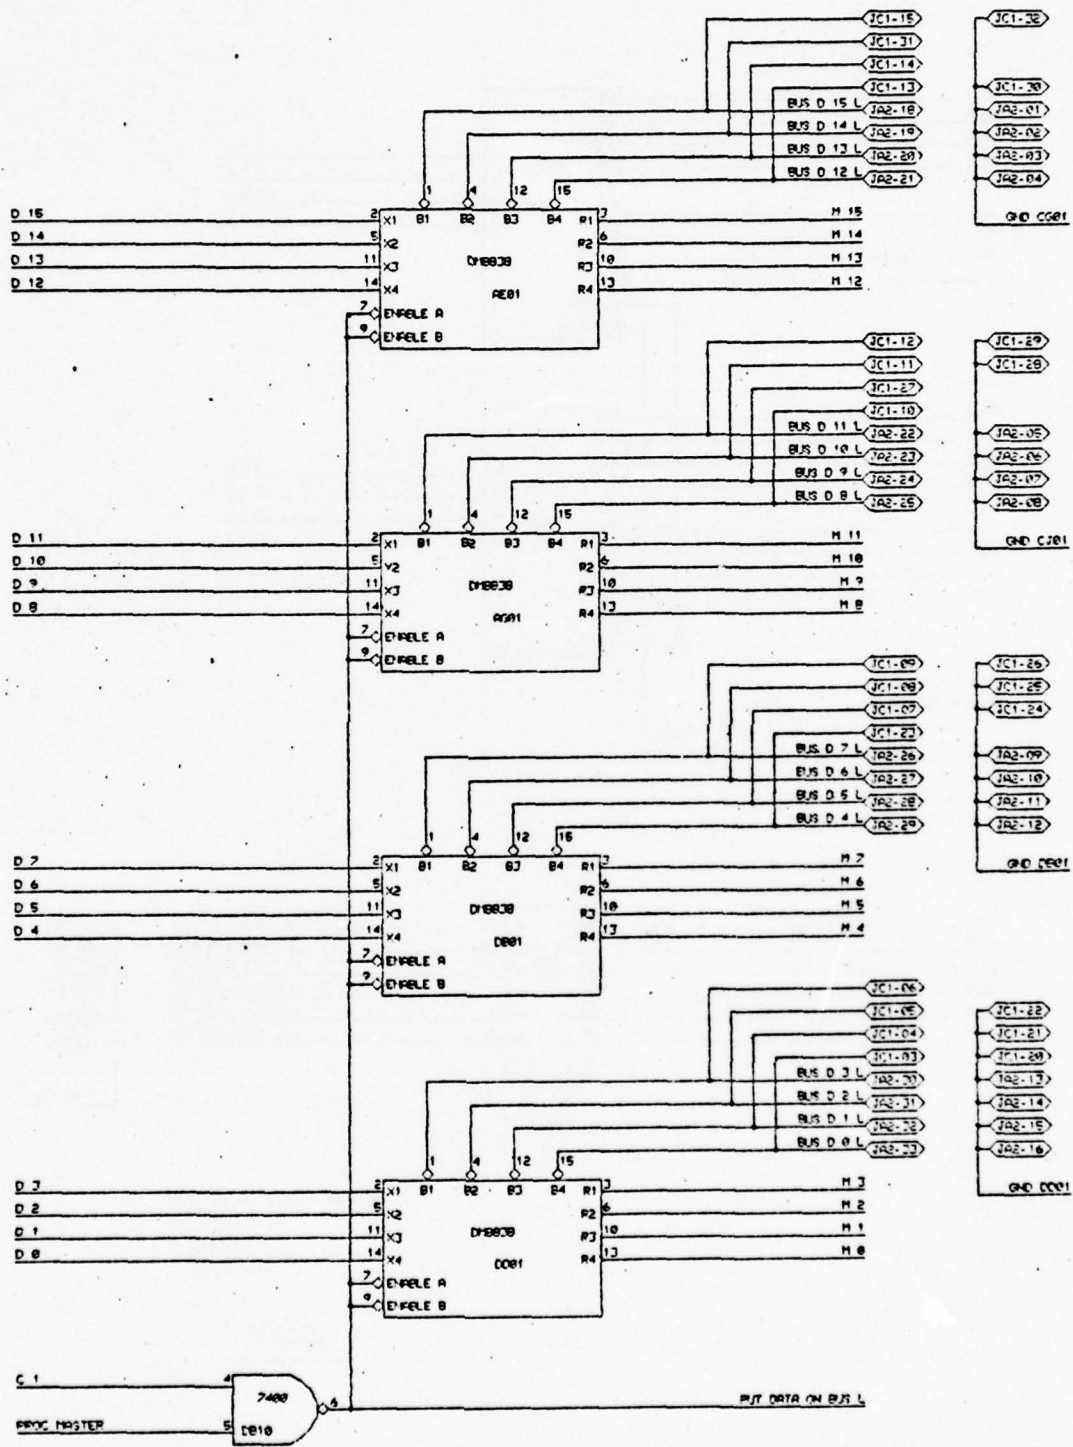 JC1-15 JC1-32
JC1-31
JC1-14
JC1-13 JC1-30
BUS D 15 L JA2-18 JA2-01
BUS D 14 L JA2-19 JA2-02
BUS D 13 L JA2-20 JA2-03
BUS D 12 L JA2-21 JA2-04
1 4 12 15
D 15 2 X1 B1 B2 B3 B4 R1 3 M 15 GND CG01
D 14 5 X2 R2 6 M 14
D 13 11 X3 DM8838 R3 10 M 13
D 12 14 X4 AE01 R4 13 M 12
7 ENABLE A
9 ENABLE B
JC1-12 JC1-29
JC1-11 JC1-28
JC1-27
JC1-10
BUS D 11 L JA2-22 JA2-05
BUS D 10 L JA2-23 JA2-06
BUS D 9 L JA2-24 JA2-07
BUS D 8 L JA2-25 JA2-08
1 4 12 15
D 11 2 X1 B1 B2 B3 B4 R1 3 M 11 GND CJ01
D 10 5 X2 R2 6 M 10
D 9 11 X3 DM8838 R3 10 M 9
D 8 14 X4 AG01 R4 13 M 8
7 ENABLE A
9 ENABLE B
JC1-09 JC1-26
JC1-08 JC1-25
JC1-07 JC1-24
JC1-23
BUS D 7 L JA2-26 JA2-09
BUS D 6 L JA2-27 JA2-10
BUS D 5 L JA2-28 JA2-11
BUS D 4 L JA2-29 JA2-12
1 4 12 15
D 7 2 X1 B1 B2 B3 B4 R1 3 M 7 GND DB01
D 6 5 X2 R2 6 M 6
D 5 11 X3 DM8838 R3 10 M 5
D 4 14 X4 DB01 R4 13 M 4
7 ENABLE A
9 ENABLE B
JC1-06
JC1-05 JC1-22
JC1-04 JC1-21
JC1-03 JC1-20
BUS D 3 L JA2-30 JA2-13
BUS D 2 L JA2-31 JA2-14
BUS D 1 L JA2-32 JA2-15
BUS D 0 L JA2-33 JA2-16
1 4 12 15
D 3 2 X1 B1 B2 B3 B4 R1 3 M 3 GND DD01
D 2 5 X2 R2 6 M 2
D 1 11 X3 DM8838 R3 10 M 1
D 0 14 X4 DD01 R4 13 M 0
7 ENABLE A
9 ENABLE B
C 1 4 7400 6 PUT DATA ON BUS L
PROC MASTER 5 DB10